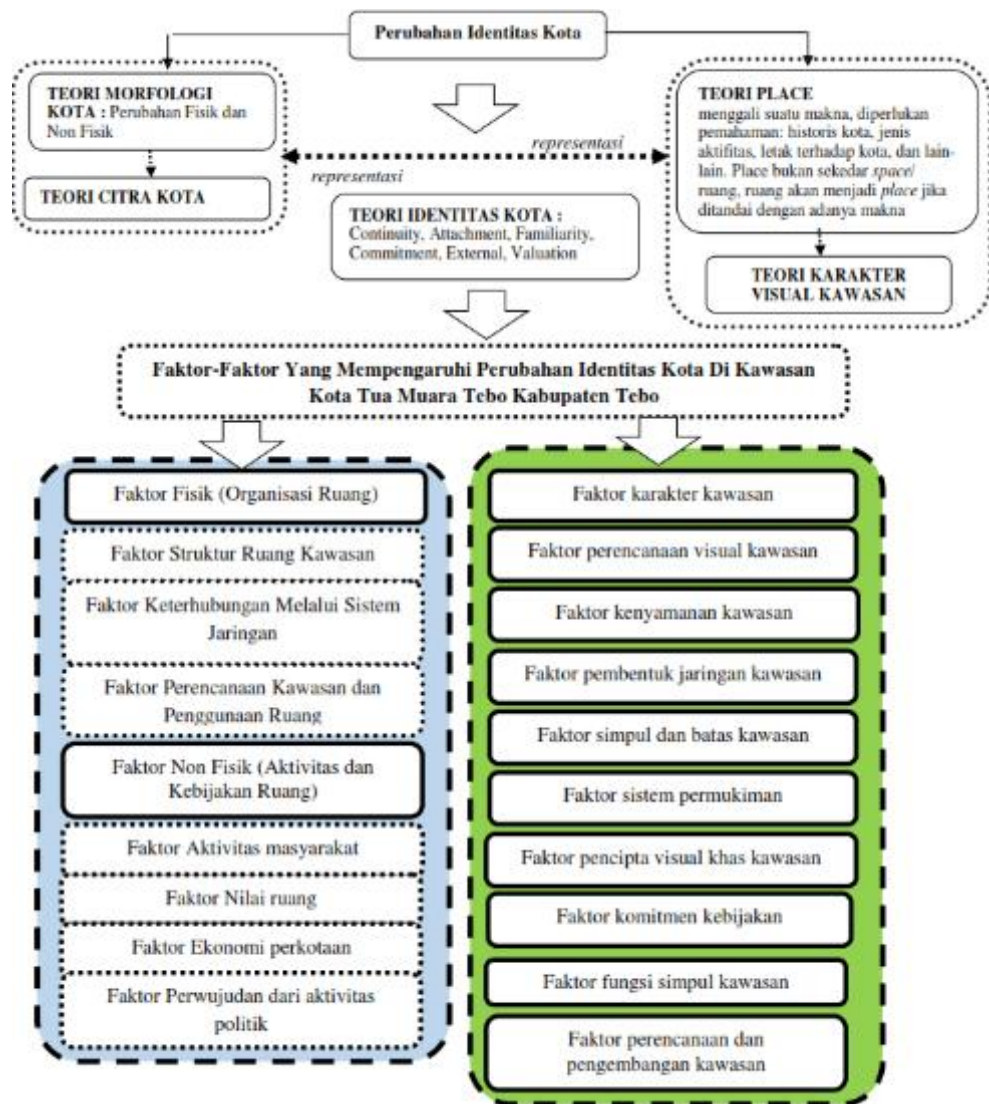 Perubahan Identitas Kota
TEORI MORFOLOGI
KOTA : Perubahan Fisik dan
Non Fisik
TEORI CITRA KOTA
representasi
representasi
TEORI PLACE
menggali suatu makna, diperlukan
pemahaman: historis kota, jenis
aktifitas, letak terhadap kota, dan lain-
lain. Place bukan sekedar space/
ruang, ruang akan menjadi place jika
ditandai dengan adanya makna
TEORI KARAKTER
VISUAL KAWASAN
TEORI IDENTITAS KOTA :
Continuity, Attachment, Familiarity,
Commitment, External, Valuation
Faktor-Faktor Yang Mempengaruhi Perubahan Identitas Kota Di Kawasan
Kota Tua Muara Tebo Kabupaten Tebo
Faktor Fisik (Organisasi Ruang)
Faktor Struktur Ruang Kawasan
Faktor Keterhubungan Melalui Sistem
Jaringan
Faktor Perencanaan Kawasan dan
Penggunaan Ruang
Faktor Non Fisik (Aktivitas dan
Kebijakan Ruang)
Faktor Aktivitas masyarakat
Faktor Nilai ruang
Faktor Ekonomi perkotaan
Faktor Perwujudan dari aktivitas
politik
Faktor karakter kawasan
Faktor perencanaan visual kawasan
Faktor kenyamanan kawasan
Faktor pembentuk jaringan kawasan
Faktor simpul dan batas kawasan
Faktor sistem permukiman
Faktor pencipta visual khas kawasan
Faktor komitmen kebijakan
Faktor fungsi simpul kawasan
Faktor perencanaan dan
pengembangan kawasan